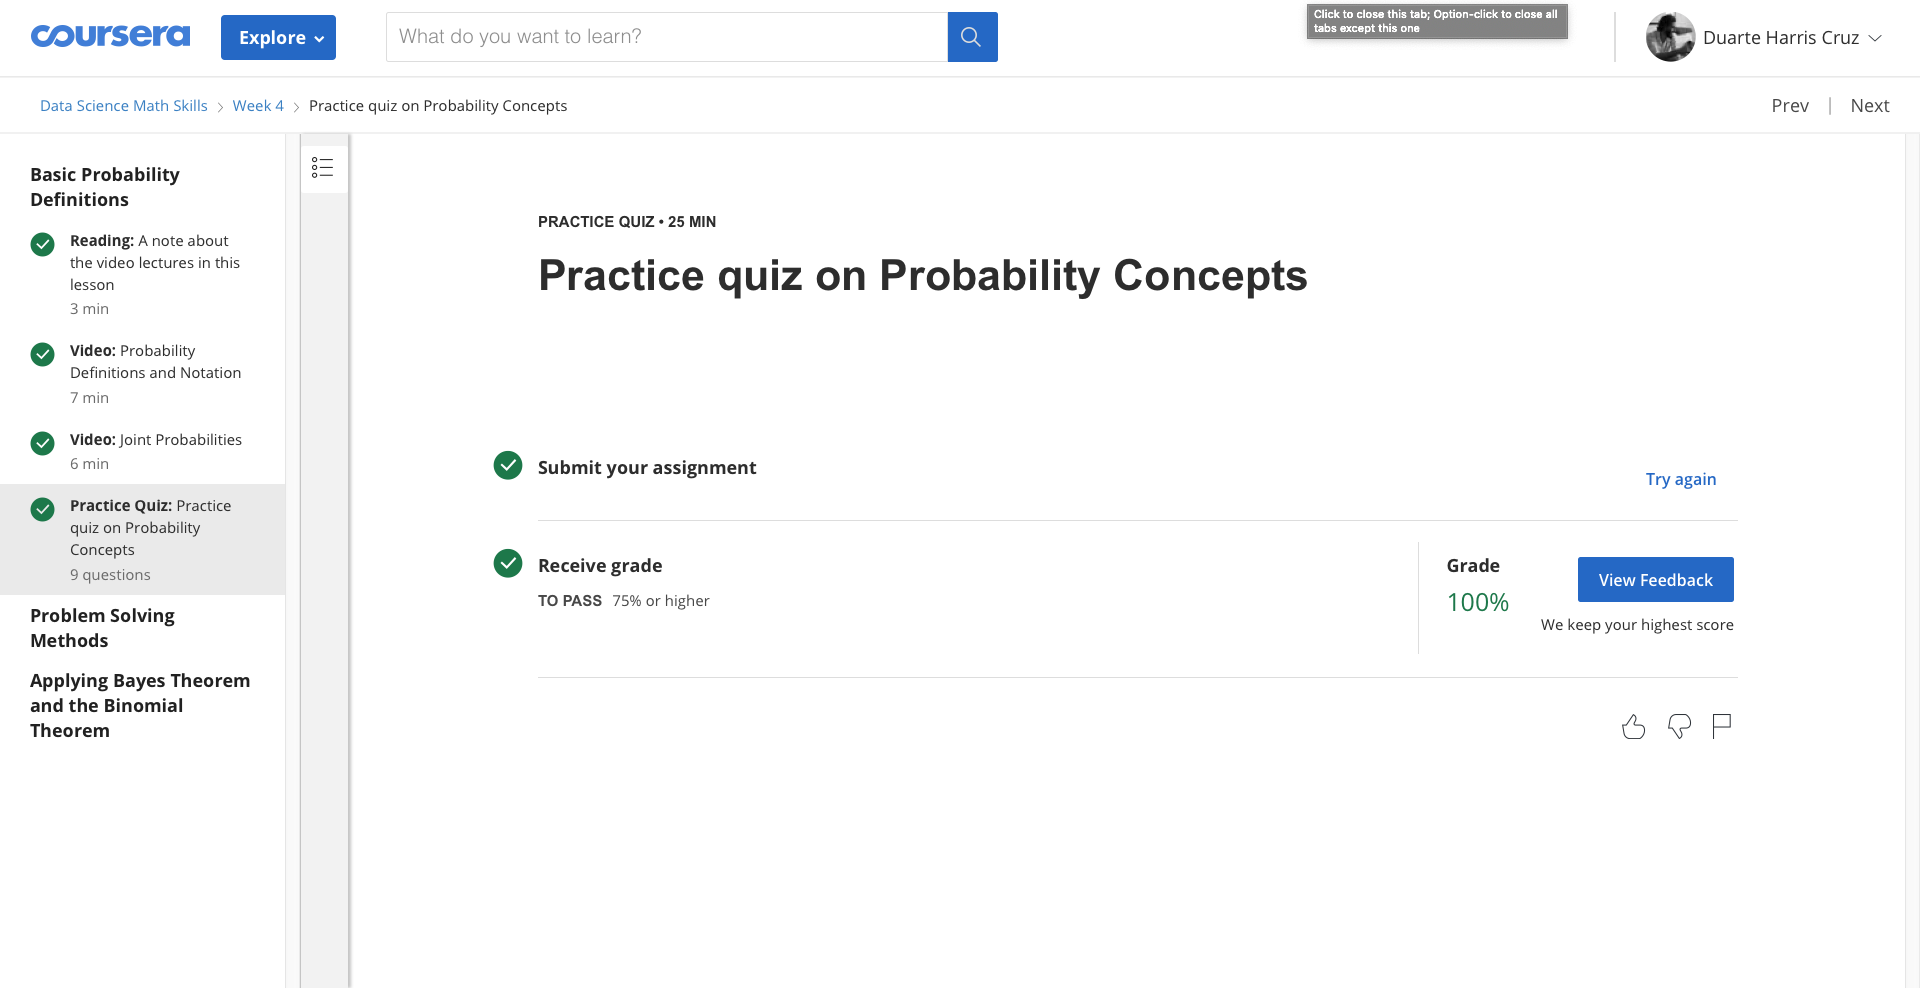 coursera
Explore
What do you want to learn?
Click to close this tab; Option-click to close all
tabs except this one
Duarte Harris Cruz
Data Science Math Skills
Week 4
Practice quiz on Probability Concepts
Prev
Next
Basic Probability
Definitions
Reading: A note about
the video lectures in this
lesson
3 min
Video: Probability
Definitions and Notation
7 min
Video: Joint Probabilities
6 min
Practice Quiz: Practice
quiz on Probability
Concepts
9 questions
Problem Solving
Methods
Applying Bayes Theorem
and the Binomial
Theorem
PRACTICE QUIZ • 25 MIN
Practice quiz on Probability Concepts
Submit your assignment
Try again
Receive grade
TO PASS 75% or higher
Grade
100%
View Feedback
We keep your highest score